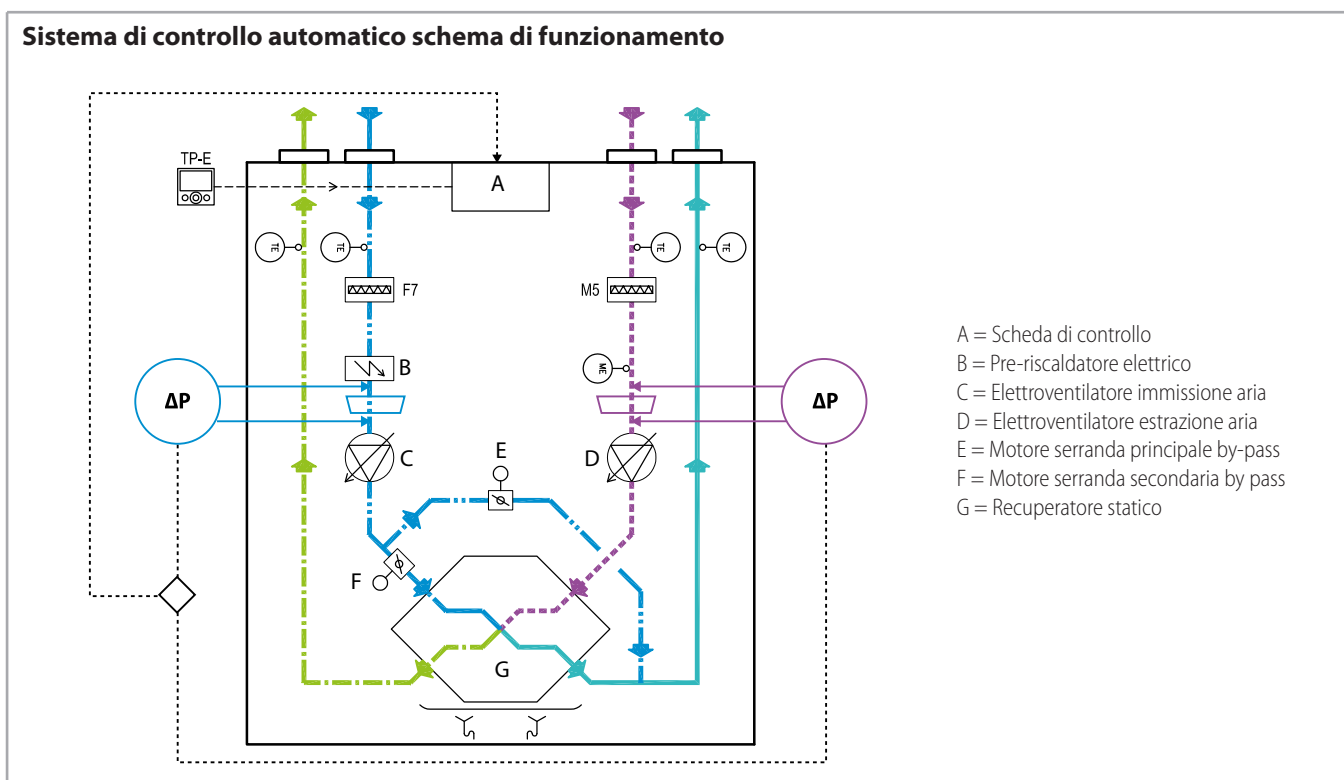 Sistema di controllo automatico schema di funzionamento
TP-E
A
TE
TE
TE
TE
F7
M5
B
ME
ΔP
ΔP
C
E
D
F
G
A = Scheda di controllo
B = Pre-riscaldatore elettrico
C = Elettroventilatore immissione aria
D = Elettroventilatore estrazione aria
E = Motore serranda principale by-pass
F = Motore serranda secondaria by pass
G = Recuperatore statico